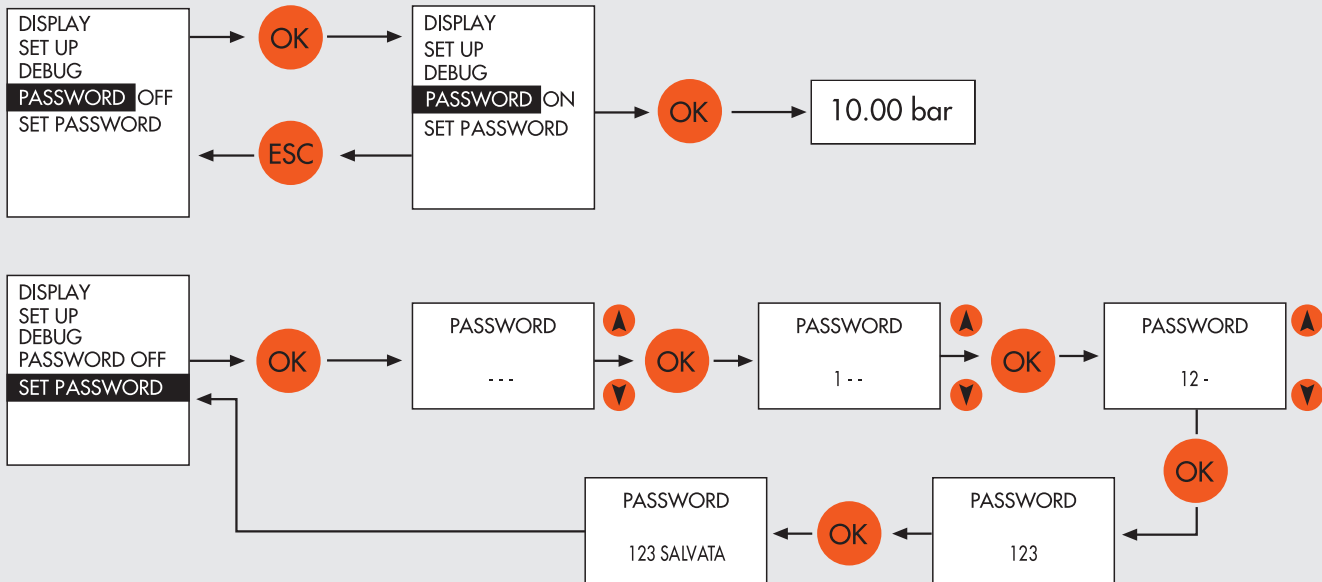 DISPLAY
SET UP
DEBUG
PASSWORD OFF
SET PASSWORD
OK
ESC
DISPLAY
SET UP
DEBUG
PASSWORD ON
SET PASSWORD
OK
10.00 bar
DISPLAY
SET UP
DEBUG
PASSWORD OFF
SET PASSWORD
OK
PASSWORD
- - -
OK
PASSWORD
1 - -
OK
PASSWORD
12 -
OK
PASSWORD
123
OK
PASSWORD
123 SALVATA